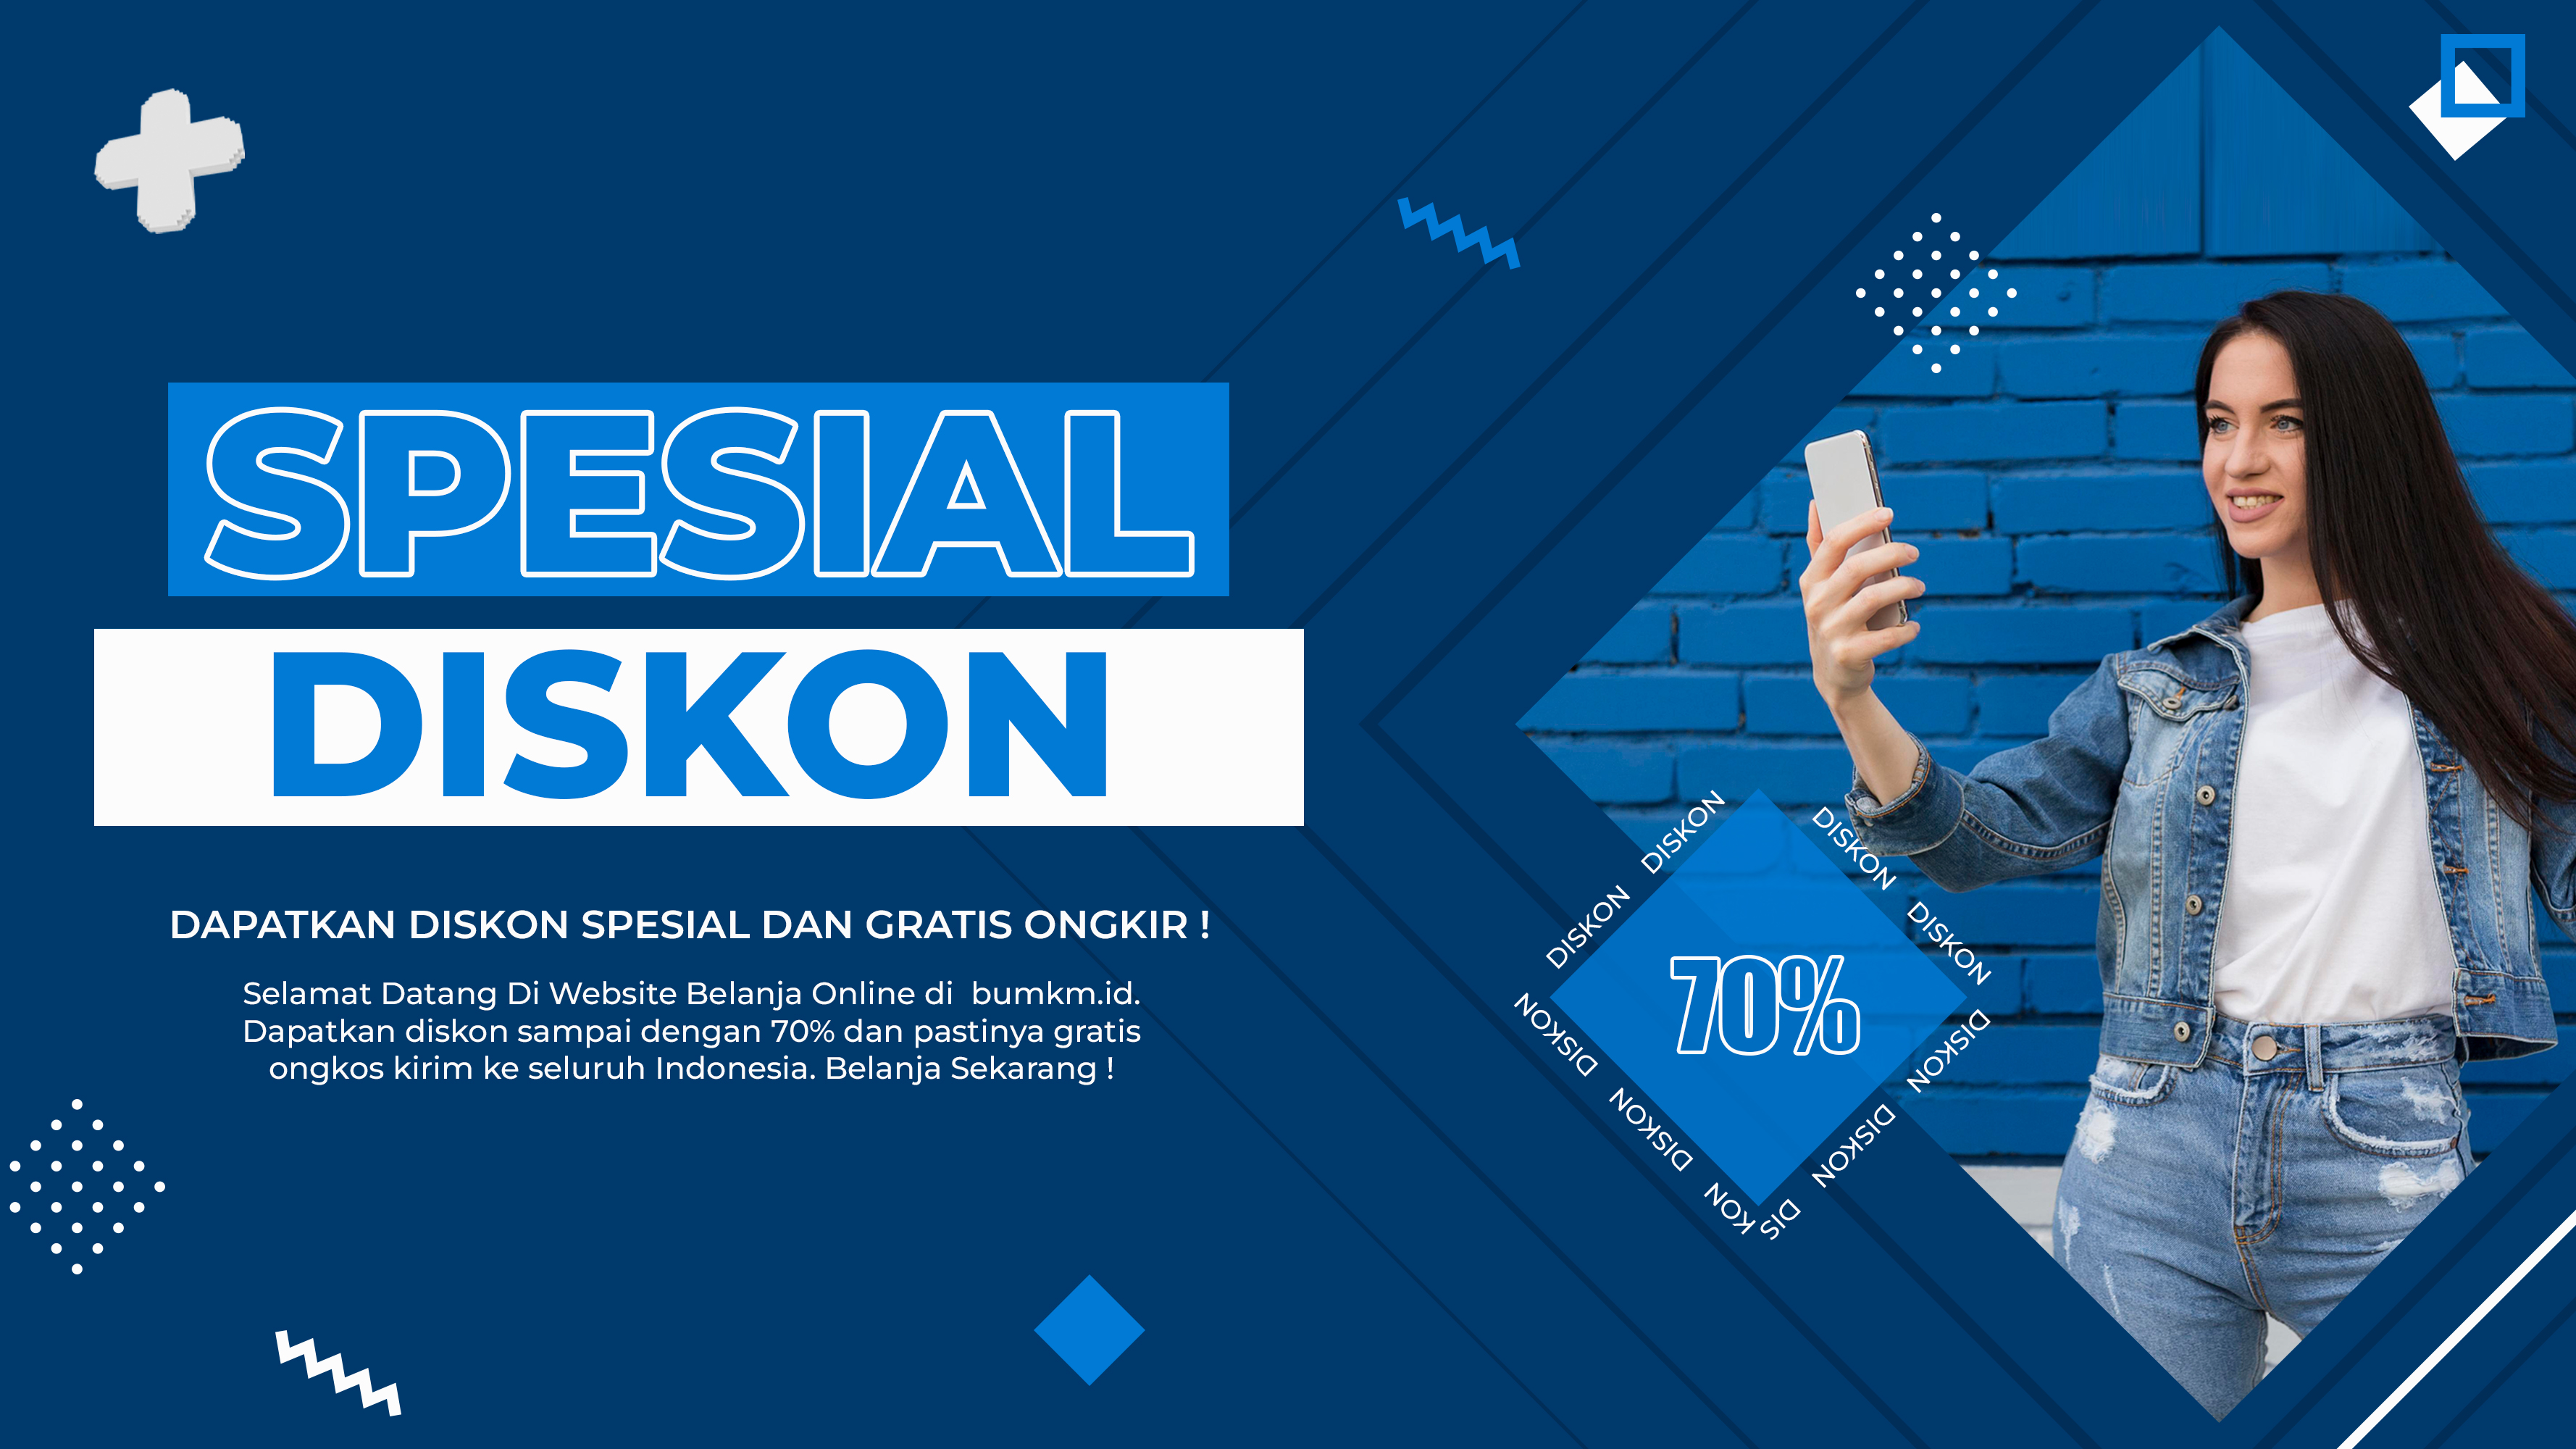 SPESIAL
DISKON
DAPATKAN DISKON SPESIAL DAN GRATIS ONGKIR !
Selamat Datang Di Website Belanja Online di  bumkm.id.
Dapatkan diskon sampai dengan 70% dan pastinya gratis
ongkos kirim ke seluruh Indonesia. Belanja Sekarang !
DISKON DISKON
DISKON DISKON
DISKON DISKON DIS
KON DISKON DISKON
70%